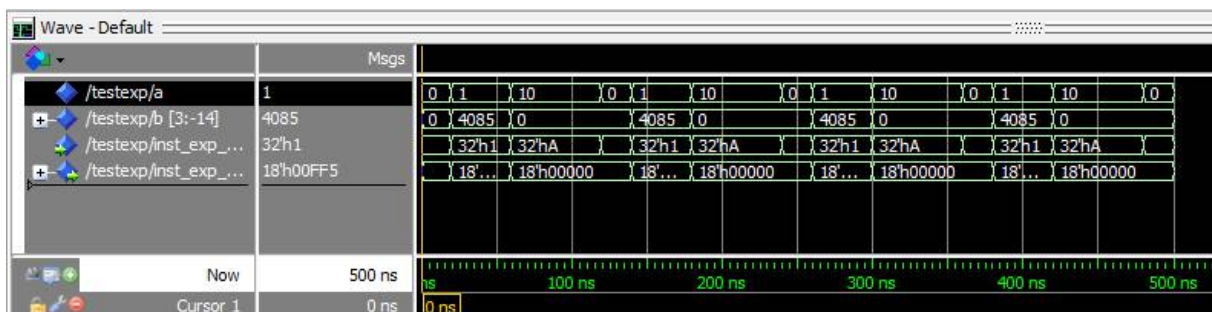 Wave - Default
Msgs
/testexp/a 1 0 1 10 0 1 10 0 1 10 0 1 10 0
/testexp/b [3:-14] 4085 0 4085 0 4085 0 4085 0 4085 0
/testexp/inst_exp_... 32'h1 32'h1 32'hA 32'h1 32'hA 32'h1 32'hA 32'h1 32'hA
/testexp/inst_exp_... 18'h00FF5 18'... 18'h00000 18'... 18'h00000 18'... 18'h00000 18'... 18'h00000
Now 500 ns ns 100 ns 200 ns 300 ns 400 ns 500 ns
Cursor 1 0 ns 0 ns